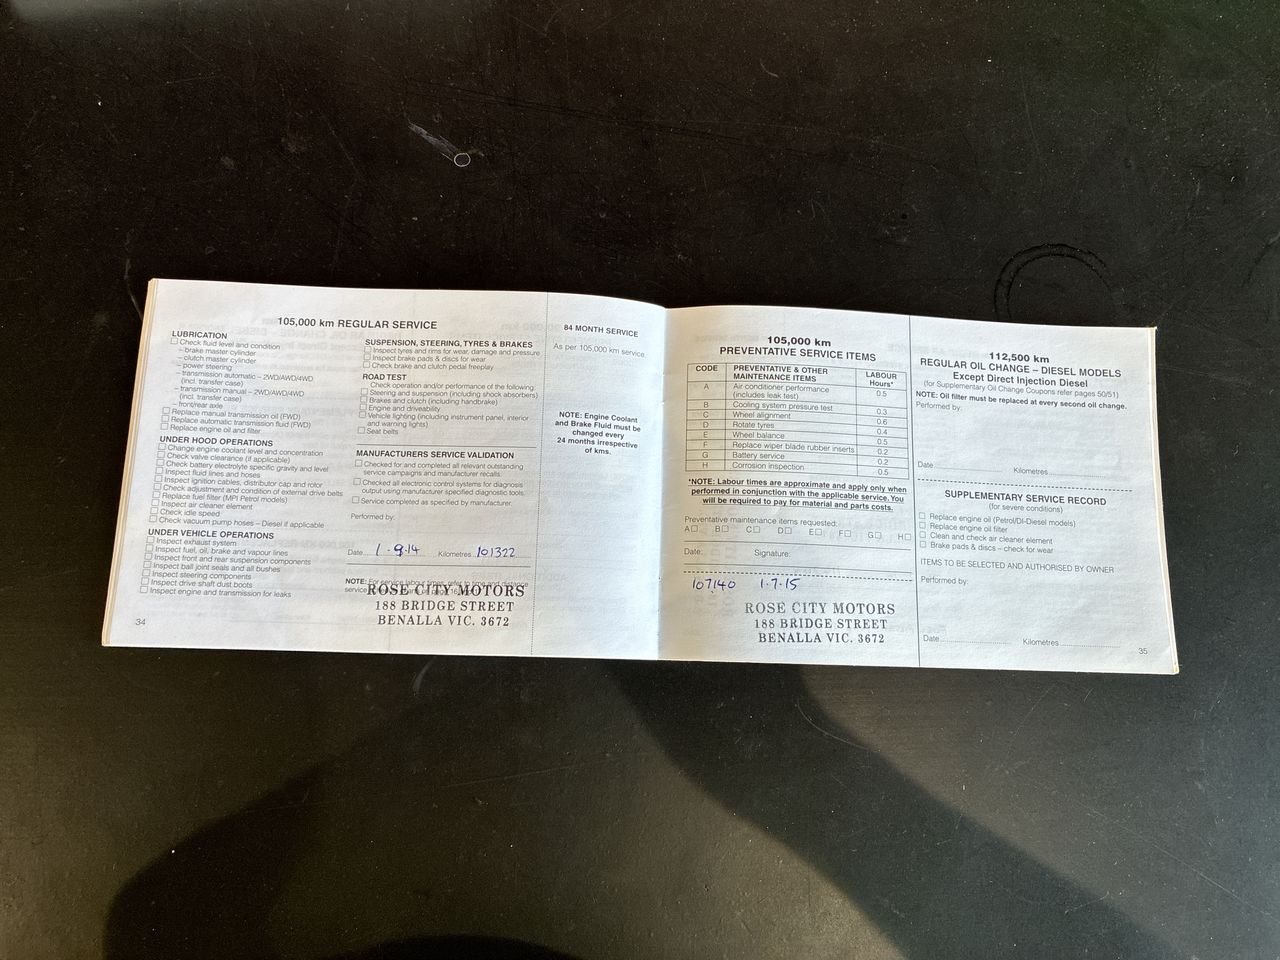 105,000 km REGULAR SERVICE
LUBRICATION
Check fluid level and condition
– brake master cylinder
– clutch master cylinder
– power steering
– transmission automatic – 2WD/AWD/4WD
(incl. transfer case)
– transmission manual – 2WD/AWD/4WD
(incl. transfer case)
– front/rear axle
Replace manual transmission oil (FWD)
Replace automatic transmission fluid (FWD)
Replace engine oil and filter
UNDER HOOD OPERATIONS
Change engine coolant level and concentration
Check valve clearance (if applicable)
Check battery electrolyte specific gravity and level
Inspect fluid lines and hoses
Inspect ignition cables, distributor cap and rotor
Check adjustment and condition of external drive belts
Replace fuel filter (MPI Petrol models)
Inspect air cleaner element
Check idle speed
Check vacuum pump hoses – Diesel if applicable
UNDER VEHICLE OPERATIONS
Inspect exhaust system
Inspect fuel, oil, brake and vapour lines
Inspect front and rear suspension components
Inspect ball joint seals and all bushes
Inspect steering components
Inspect drive shaft dust boots
Inspect engine and transmission for leaks
34
SUSPENSION, STEERING, TYRES & BRAKES
Inspect tyres and rims for wear, damage and pressure
Inspect brake pads & discs for wear
Check brake and clutch pedal freeplay
ROAD TEST
Check operation and/or performance of the following:
Steering and suspension (including shock absorbers)
Brakes and clutch (including handbrake)
Engine and driveability
Vehicle lighting (including instrument panel, interior
and warning lights)
Seat belts
MANUFACTURERS SERVICE VALIDATION
Checked for and completed all relevant outstanding
service campaigns and manufacturer recalls.
Checked all electronic control systems for diagnosis
output using manufacturer specified diagnostic tools.
Service completed as specified by manufacturer.
Performed by:
Date 1.9.14 Kilometres 101322
NOTE: For service labour times, refer to time and distance
service
ROSE CITY MOTORS
188 BRIDGE STREET
BENALLA VIC. 3672
84 MONTH SERVICE
As per 105,000 km service
NOTE: Engine Coolant
and Brake Fluid must be
changed every
24 months irrespective
of kms.
105,000 km
PREVENTATIVE SERVICE ITEMS
CODE PREVENTATIVE & OTHER MAINTENANCE ITEMS LABOUR Hours*
A Air conditioner performance (includes leak test) 0.5
B Cooling system pressure test 0.3
C Wheel alignment 0.6
D Rotate tyres 0.4
E Wheel balance 0.5
F Replace wiper blade rubber inserts 0.2
G Battery service 0.2
H Corrosion inspection 0.5
*NOTE: Labour times are approximate and apply only when
performed in conjunction with the applicable service. You
will be required to pay for material and parts costs.
Preventative maintenance items requested:
A B C D E F G H
Date: Signature:
107,140 1.7.15
ROSE CITY MOTORS
188 BRIDGE STREET
BENALLA VIC. 3672
112,500 km
REGULAR OIL CHANGE – DIESEL MODELS
Except Direct Injection Diesel
(for Supplementary Oil Change Coupons refer pages 50/51)
NOTE: Oil filter must be replaced at every second oil change.
Performed by:
Date Kilometres
SUPPLEMENTARY SERVICE RECORD
(for severe conditions)
Replace engine oil (Petrol/DI-Diesel models)
Replace engine oil filter
Clean and check air cleaner element
Brake pads & discs – check for wear
ITEMS TO BE SELECTED AND AUTHORISED BY OWNER
Performed by:
Date Kilometres
35